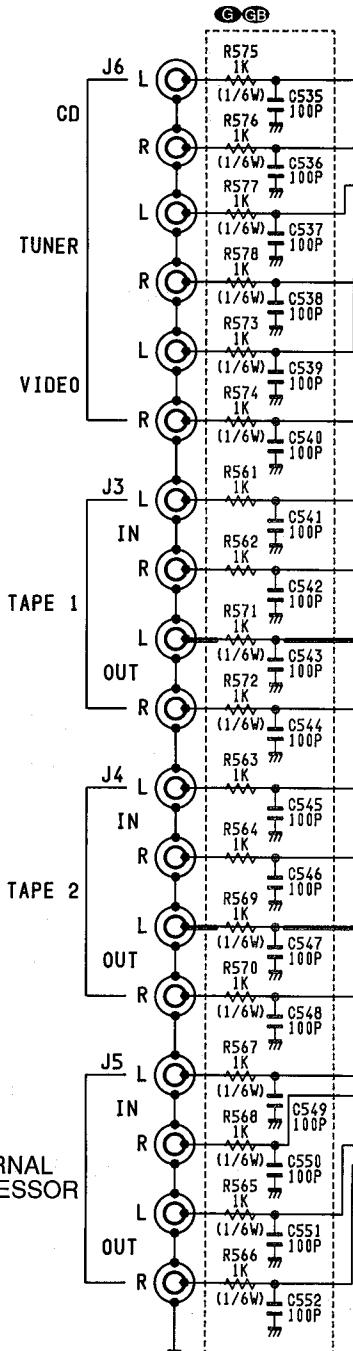 G GB
R575
J6 L 1K
(1/6W) C535
CD 100P
R576
R 1K
(1/6W) C536
R577 100P
L 1K
(1/6W) C537
TUNER R578 100P
R 1K
(1/6W) C538
R573 100P
L 1K
(1/6W) C539
VIDEO R574 100P
R 1K
(1/6W) C540
100P
R561
J3 L 1K
C541
IN 100P
R562
R 1K
C542
TAPE 1 100P
R571
L 1K
(1/6W) C543
OUT R572 100P
R 1K
(1/6W) C544
100P
R563
J4 L 1K
C545
IN 100P
R564
R 1K
C546
TAPE 2 100P
R569
L 1K
(1/6W) C547
OUT R570 100P
R 1K
(1/6W) C548
100P
R567
J5 L 1K
(1/6W) C549
IN 100P
R568
R 1K
(1/6W) C550
RNAL 100P
ESSOR R565
L 1K
(1/6W) C551
OUT 100P
R566
R 1K
(1/6W) C552
100P